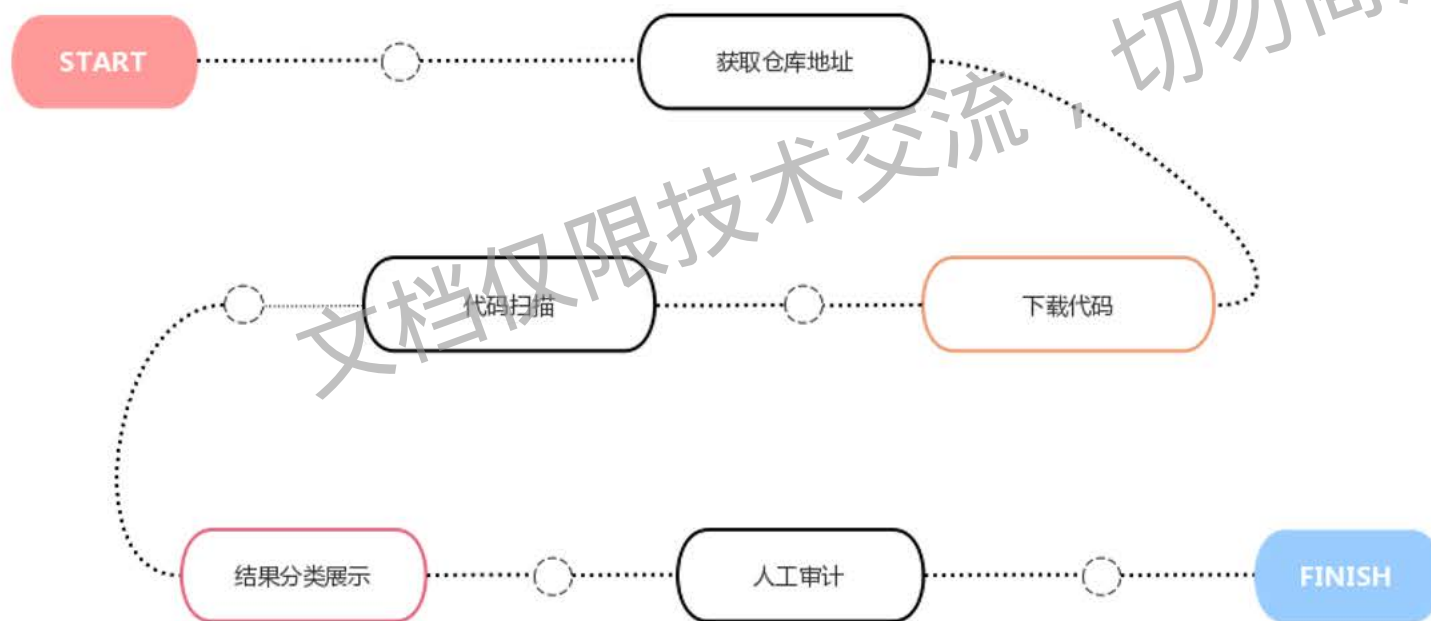 START
获取仓库地址
下载代码
代码扫描
结果分类展示
人工审计
FINISH
文档仅限技术交流，切勿商